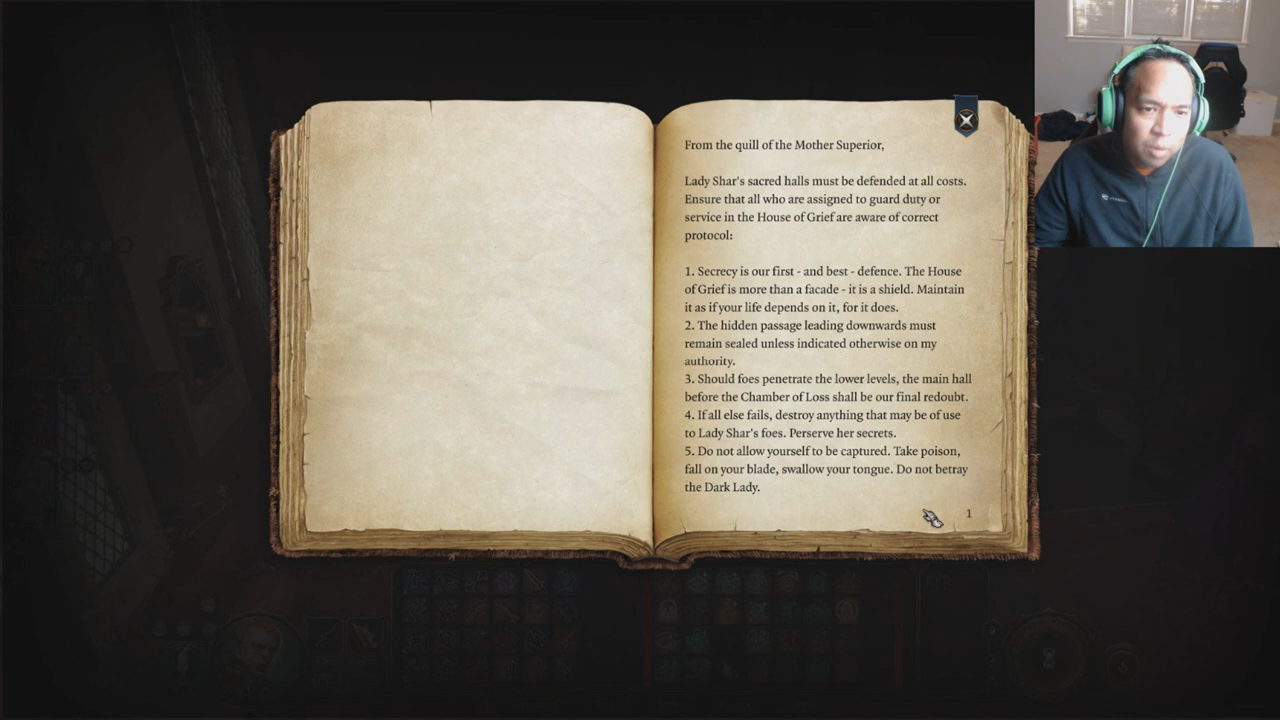 From the quill of the Mother Superior,
Lady Shar's sacred halls must be defended at all costs.
Ensure that all who are assigned to guard duty or
service in the House of Grief are aware of correct
protocol:
1. Secrecy is our first - and best - defence. The House
of Grief is more than a facade - it is a shield. Maintain
it as if your life depends on it, for it does.
2. The hidden passage leading downwards must
remain sealed unless indicated otherwise on my
authority.
3. Should foes penetrate the lower levels, the main hall
before the Chamber of Loss shall be our final redoubt.
4. If all else fails, destroy anything that may be of use
to Lady Shar's foes. Perserve her secrets.
5. Do not allow yourself to be captured. Take poison,
fall on your blade, swallow your tongue. Do not betray
the Dark Lady.
1